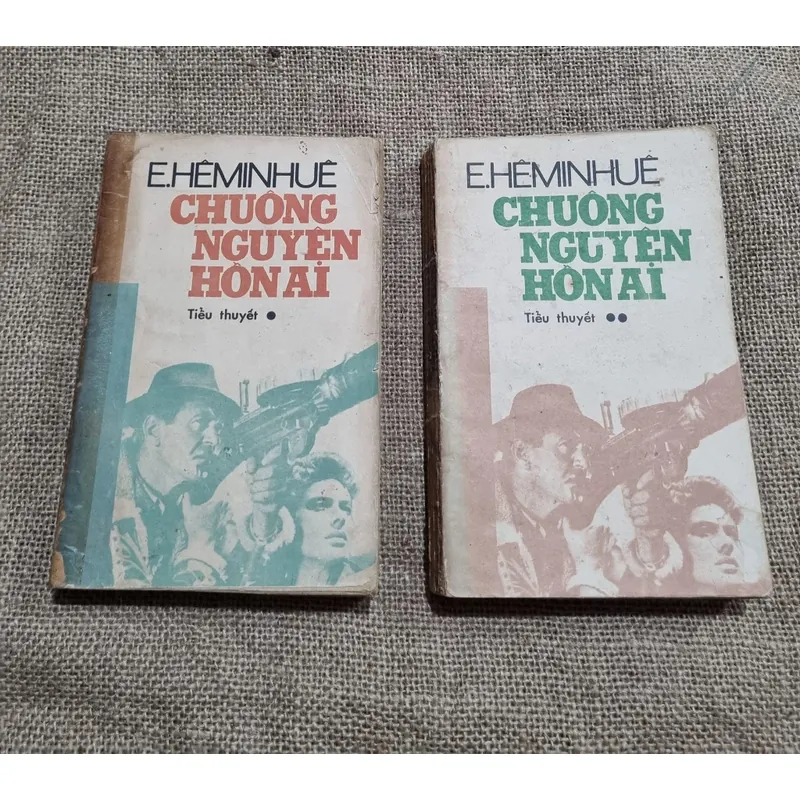 E.HÊMINHUÊ
CHUÔNG
NGUYỆN
HỒN AI
Tiểu thuyết ●
E.HÊMINHUÊ
CHUÔNG
NGUYỆN
HỒN AI
Tiểu thuyết ●●